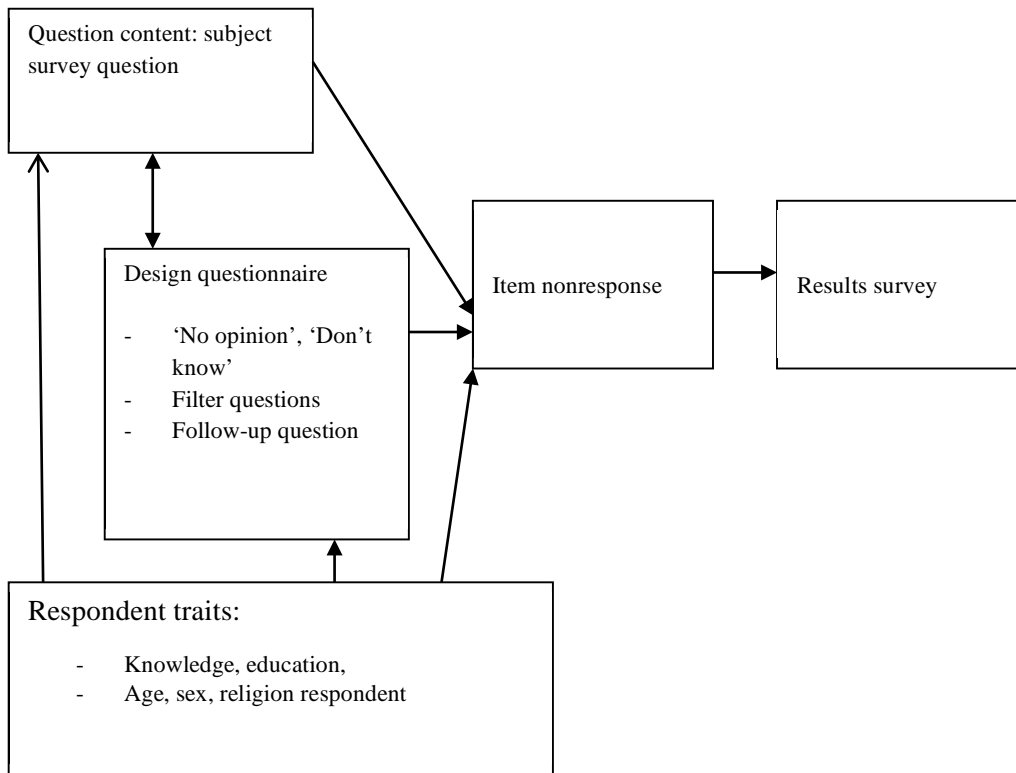 Question content: subject
survey question
Design questionnaire
- ‘No opinion’, ‘Don’t
know’
- Filter questions
- Follow-up question
Item nonresponse
Results survey
Respondent traits:
- Knowledge, education,
- Age, sex, religion respondent